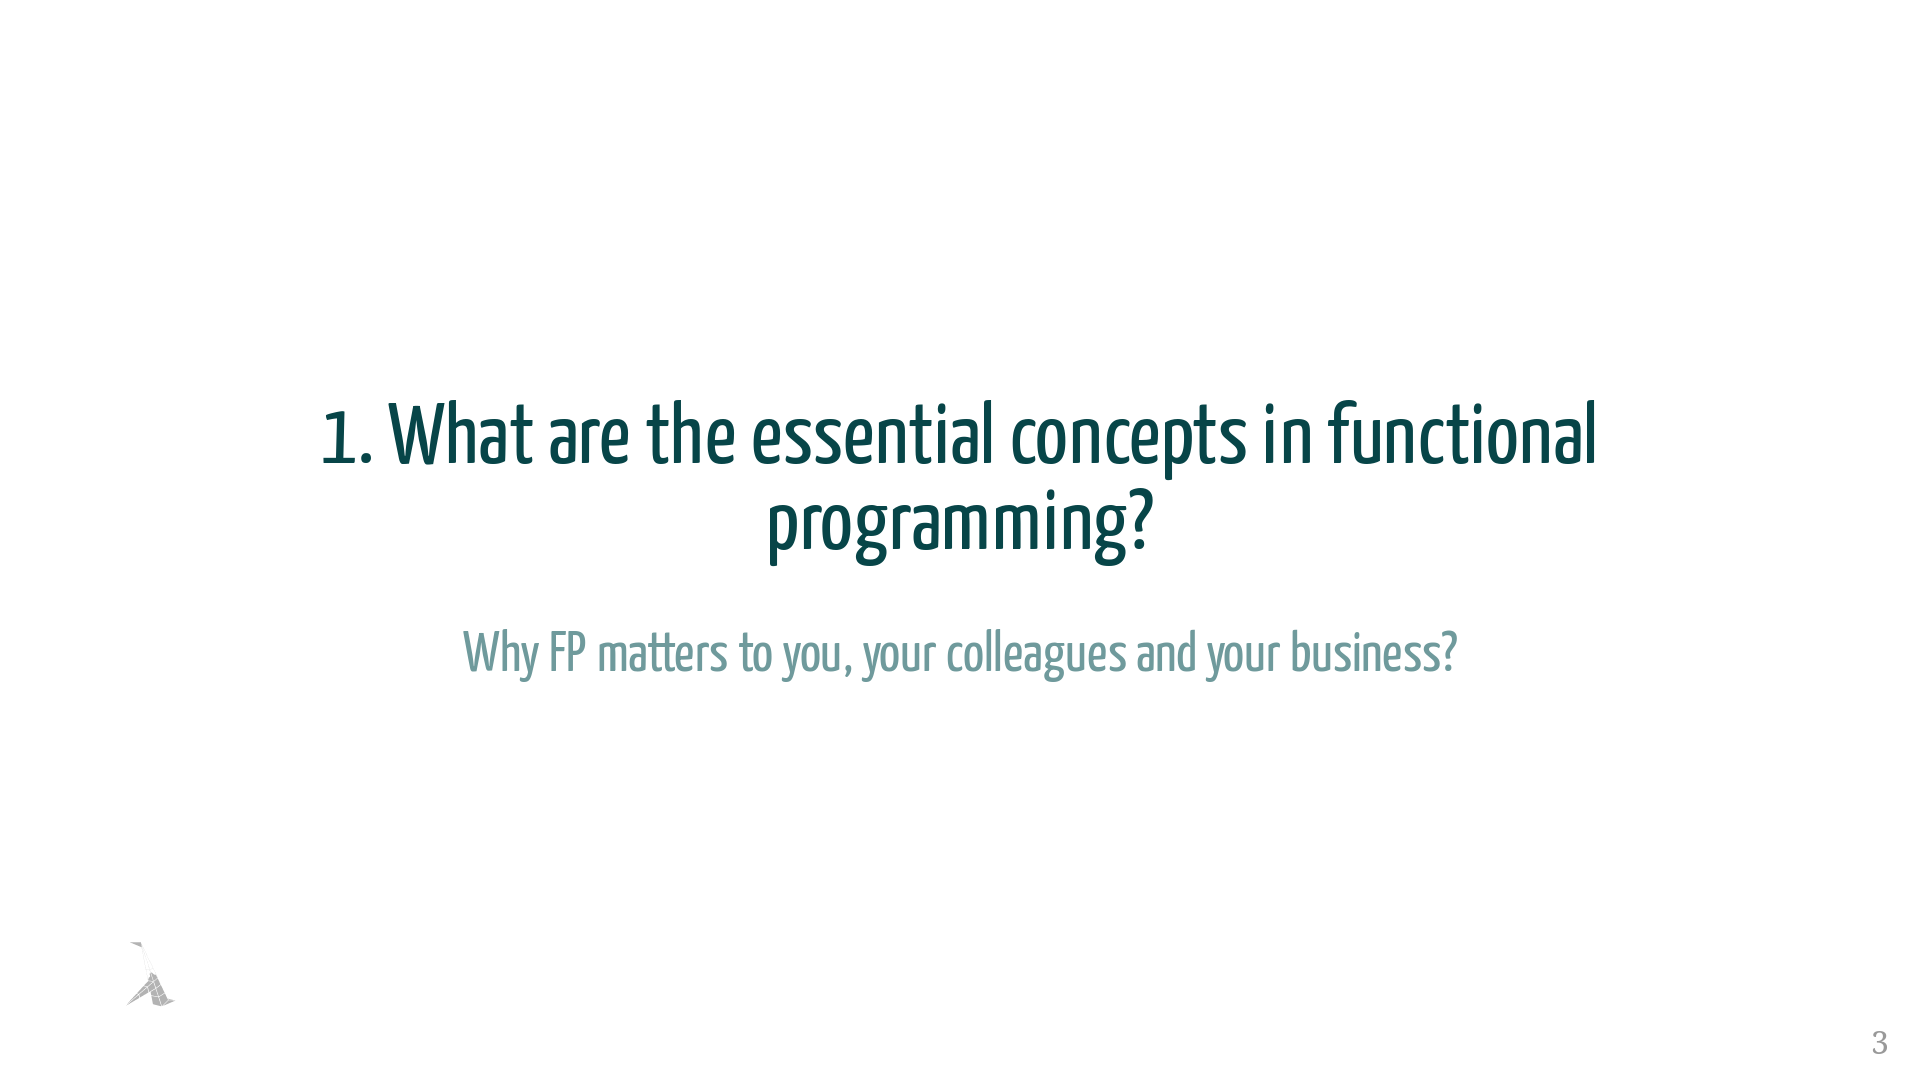 1. What are the essential concepts in functional
programming?
Why FP matters to you, your colleagues and your business?
3